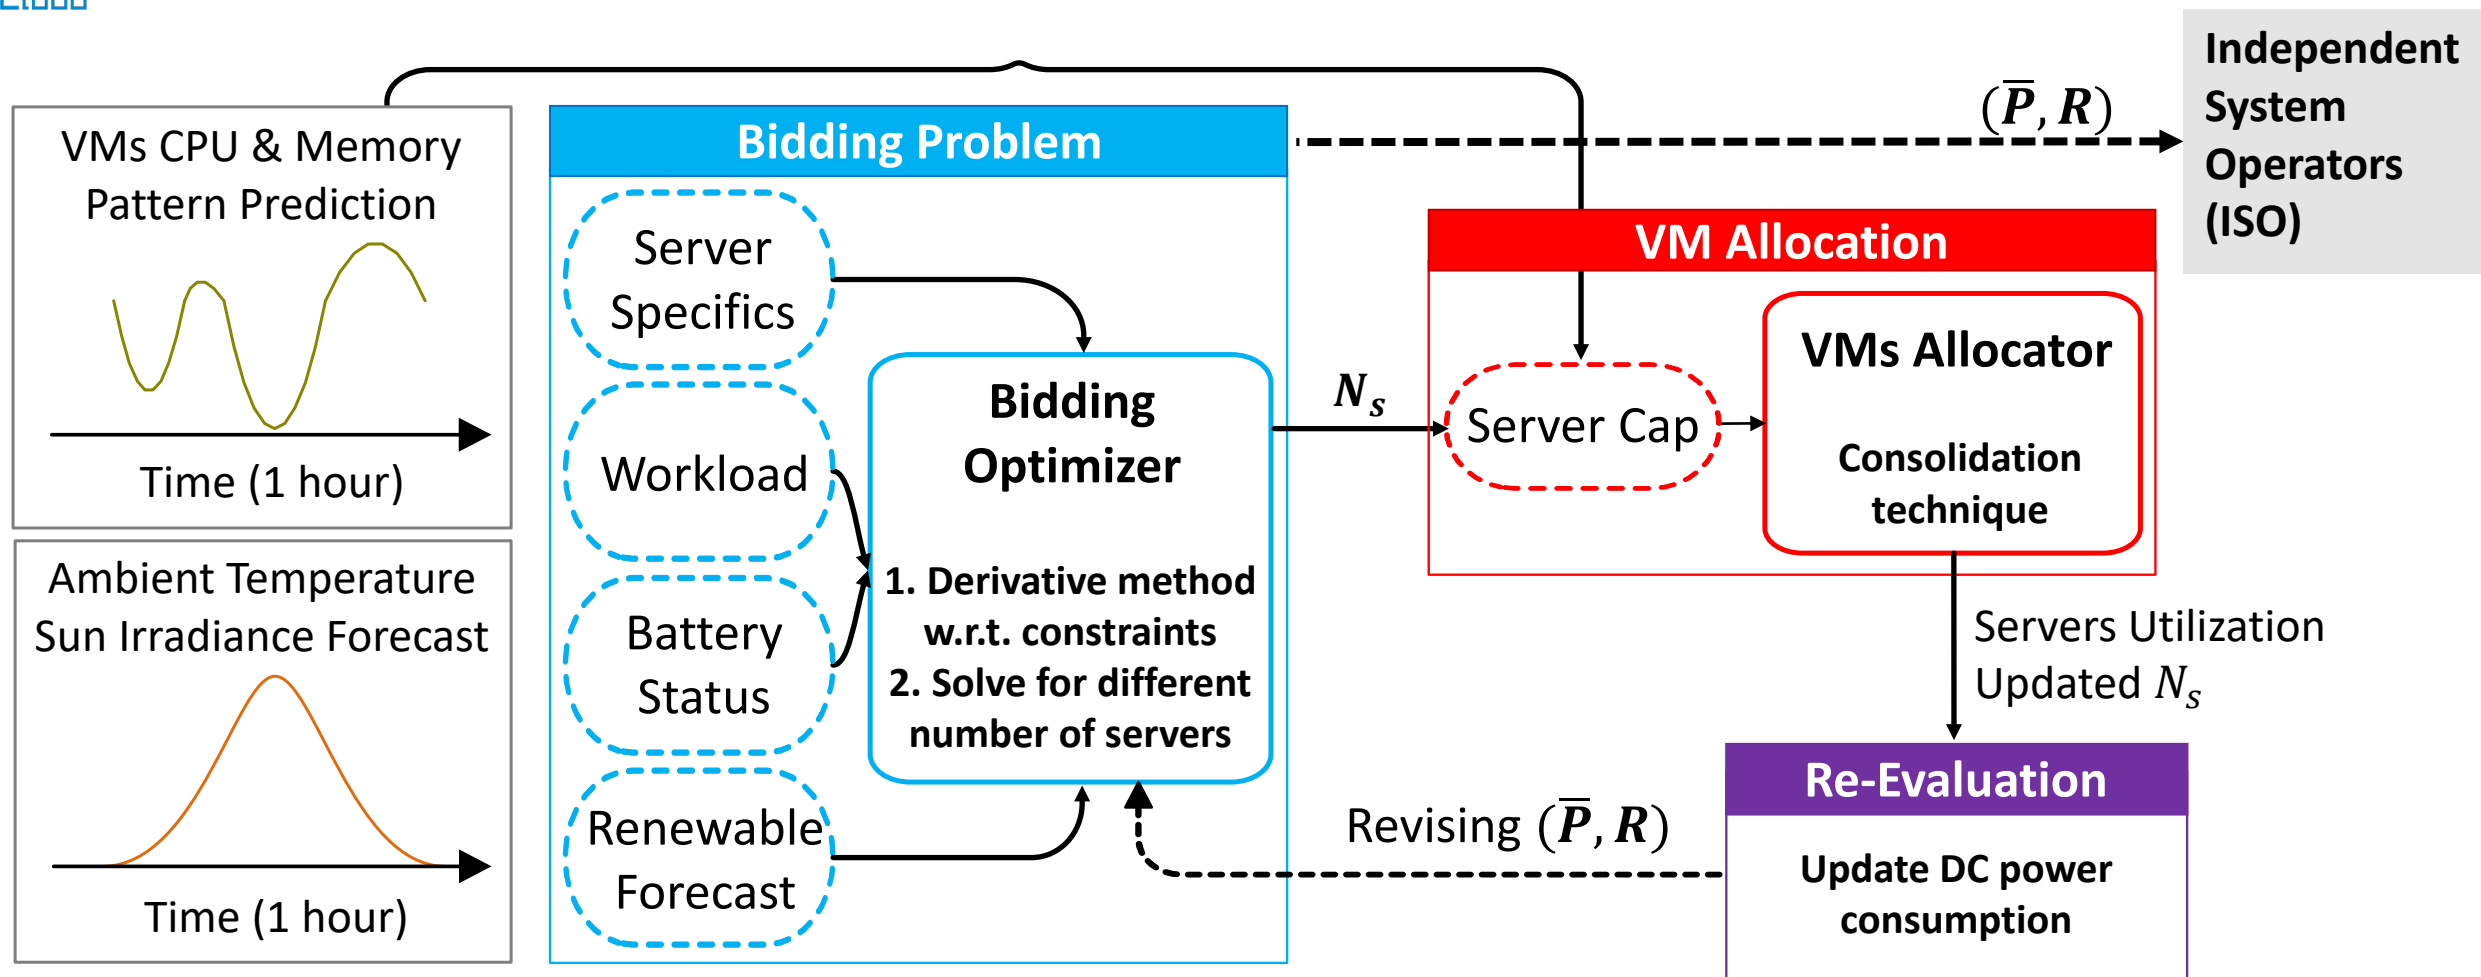 VMs CPU & Memory
Pattern Prediction
Time (1 hour)
Ambient Temperature
Sun Irradiance Forecast
Time (1 hour)
Bidding Problem
Server
Specifics
Workload
Battery
Status
Renewable
Forecast
Bidding
Optimizer
1. Derivative method
w.r.t. constraints
2. Solve for different
number of servers
(P̅, R)
Independent
System
Operators
(ISO)
Nₛ
VM Allocation
Server Cap
VMs Allocator
Consolidation
technique
Servers Utilization
Updated Nₛ
Revising (P̅, R)
Re-Evaluation
Update DC power
consumption